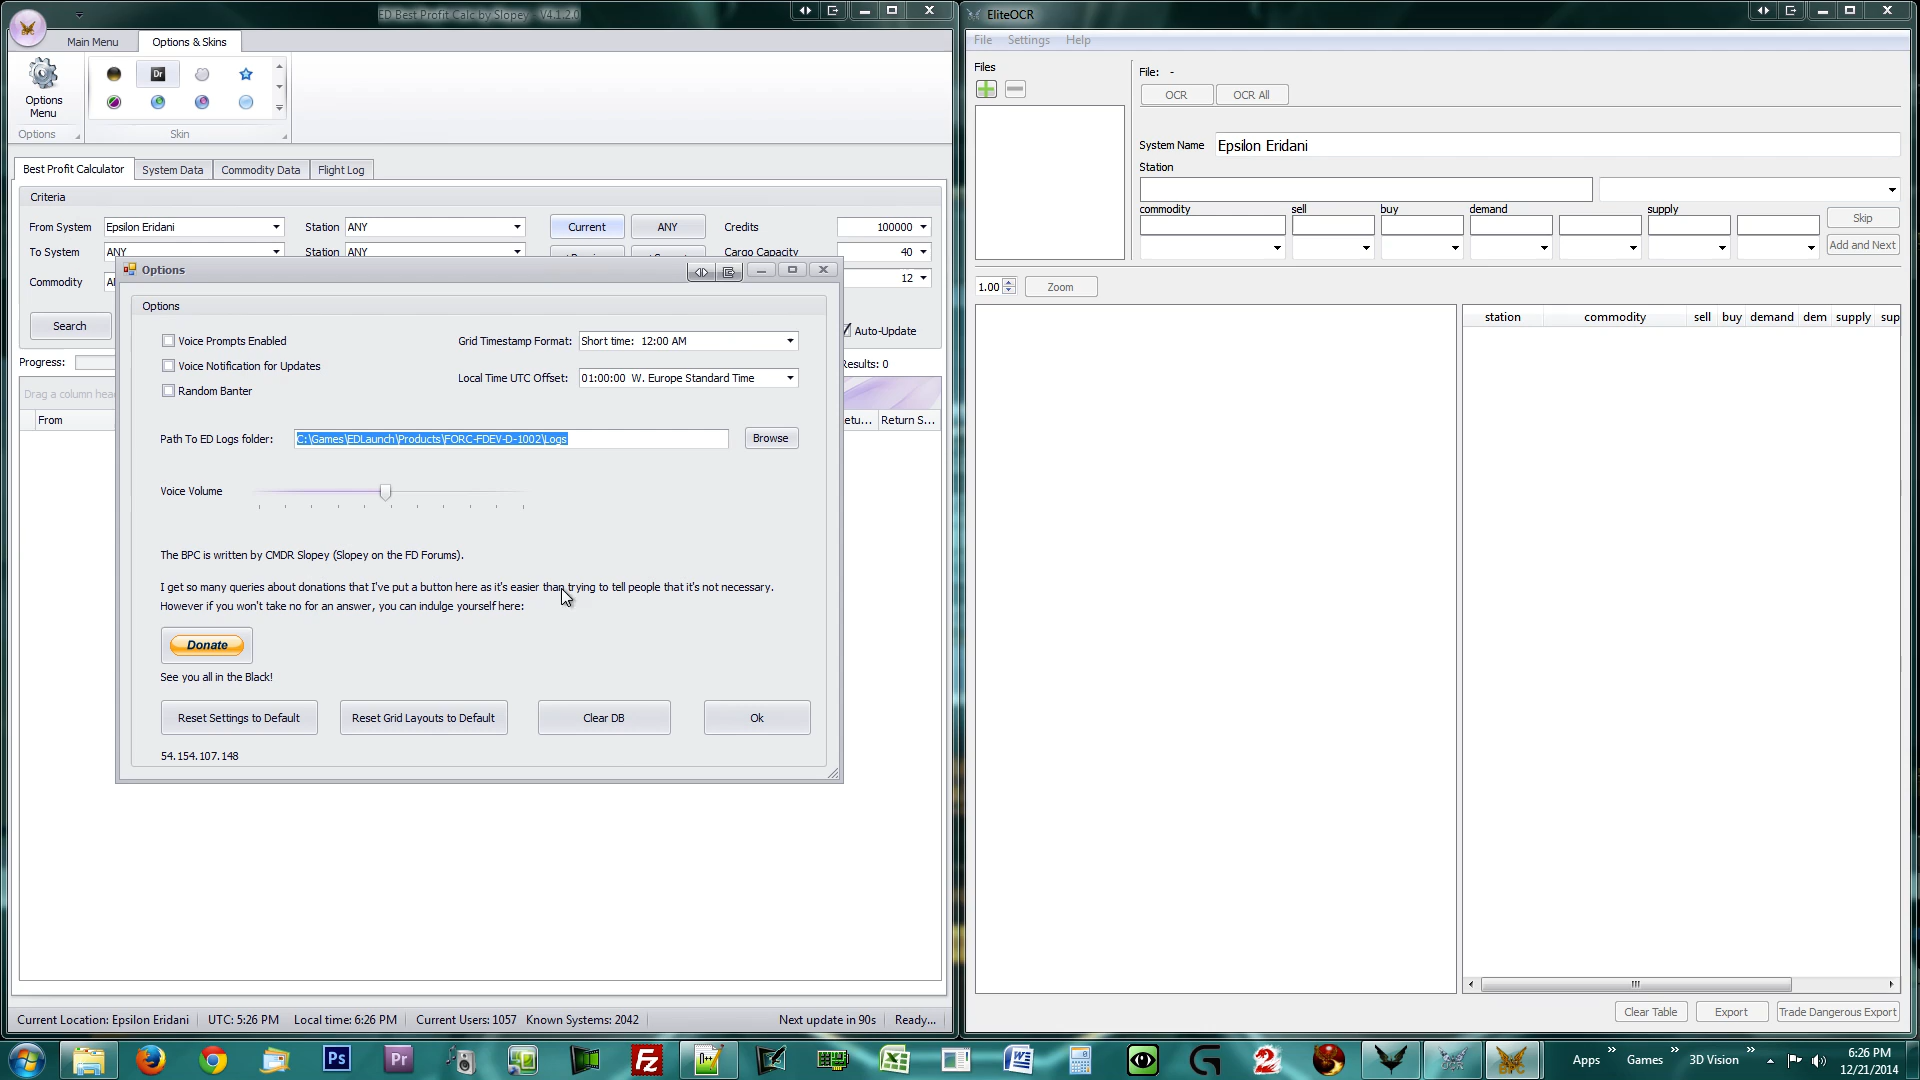 ED Best Profit Calc by Slopey - V4.1.2.0
Main Menu
Options & Skins
Options Menu
Dr
Options
Skin
Best Profit Calculator
System Data
Commodity Data
Flight Log
Criteria
From System
Epsilon Eridani
Station
ANY
Current
ANY
Credits
100000
To System
ANY
Station
ANY
Cargo Capacity
40
Commodity
12
Search
Auto-Update
Progress:
Results: 0
Drag a column hea
From
Return S...
Options
Options
Voice Prompts Enabled
Voice Notification for Updates
Random Banter
Grid Timestamp Format:
Short time: 12:00 AM
Local Time UTC Offset:
01:00:00 W. Europe Standard Time
Path To ED Logs folder:
C:\Games\EDLaunch\Products\FORC-FDEV-D-1002\Logs
Browse
Voice Volume
The BPC is written by CMDR Slopey (Slopey on the FD Forums).
I get so many queries about donations that I've put a button here as it's easier than trying to tell people that it's not necessary.
However if you won't take no for an answer, you can indulge yourself here:
Donate
See you all in the Black!
Reset Settings to Default
Reset Grid Layouts to Default
Clear DB
Ok
54.154.107.148
Current Location: Epsilon Eridani
UTC: 5:26 PM
Local time: 6:26 PM
Current Users: 1057
Known Systems: 2042
Next update in 90s
Ready...
EliteOCR
File
Settings
Help
Files
File: -
OCR
OCR All
System Name
Epsilon Eridani
Station
commodity
sell
buy
demand
supply
Skip
Add and Next
1.00
Zoom
station
commodity
sell
buy
demand
dem
supply
sup
Clear Table
Export
Trade Dangerous Export
Ps
Pr
Fz
n++
W
G
2
OCR
BPC
Apps
Games
3D Vision
6:26 PM
12/21/2014